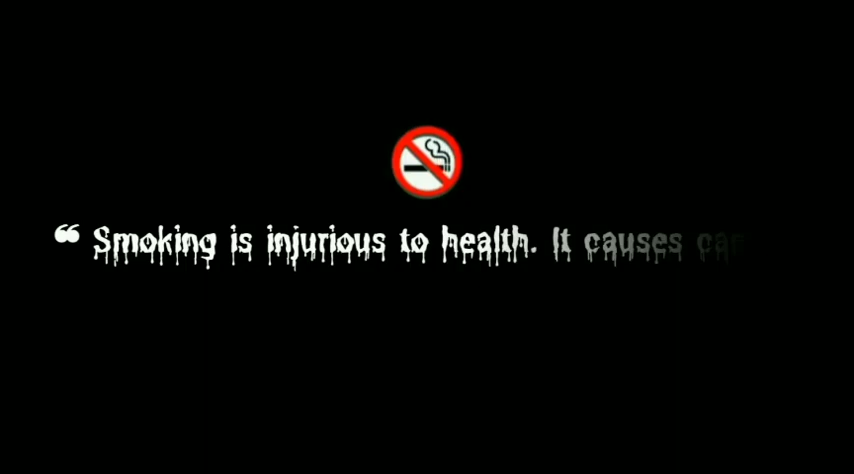 “ Smoking is injurious to health. It causes